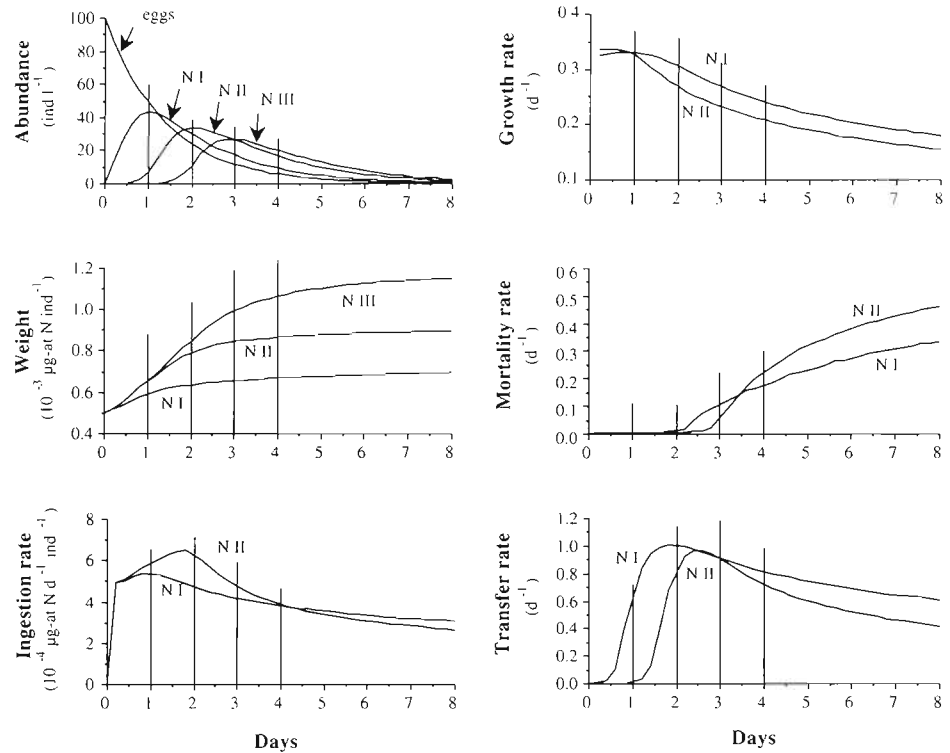 Abundance
(ind l⁻¹)
100
80
60
40
20
0
eggs
N I
N II
N III
0 1 2 3 4 5 6 7 8
Growth rate
(d⁻¹)
0 4
0 3
0.2
0.1
N I
N II
0 1 2 3 4 5 6 7 8
Weight
(10⁻³ µg-at N ind⁻¹)
1.2
1.0
0.8
0.6
0.4
N III
N II
N I
0 1 2 3 4 5 6 7 8
Mortality rate
(d⁻¹)
0 6
0.5
0.4
0.3
0.2
0.1
0.0
N II
N I
0 1 2 3 4 5 6 7 8
Ingestion rate
(10⁻⁴ µg-at N d⁻¹ ind⁻¹)
8
6
4
2
0
N II
N I
0 1 2 3 4 5 6 7 8
Days
Transfer rate
(d⁻¹)
1.2
1.0
0.8
0.6
0.4
0.2
0.0
N I
N II
0 1 2 3 4 5 6 7 8
Days